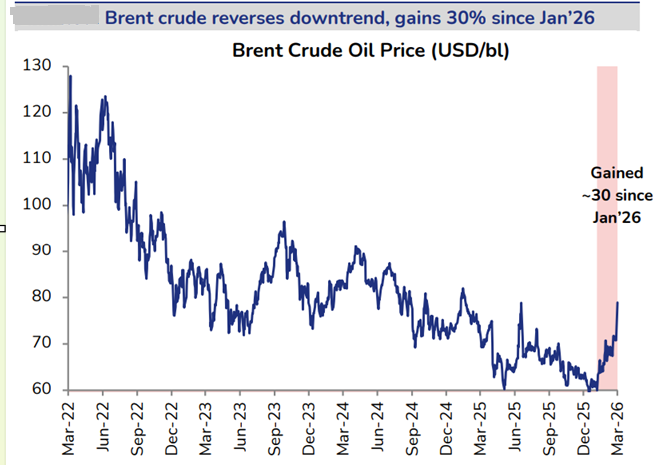 Brent crude reverses downtrend, gains 30% since Jan'26
Brent Crude Oil Price (USD/bl)
130
120
110
100
90
80
70
60
Gained
~30 since
Jan'26
Mar-22
Jun-22
Sep-22
Dec-22
Mar-23
Jun-23
Sep-23
Dec-23
Mar-24
Jun-24
Sep-24
Dec-24
Mar-25
Jun-25
Sep-25
Dec-25
Mar-26